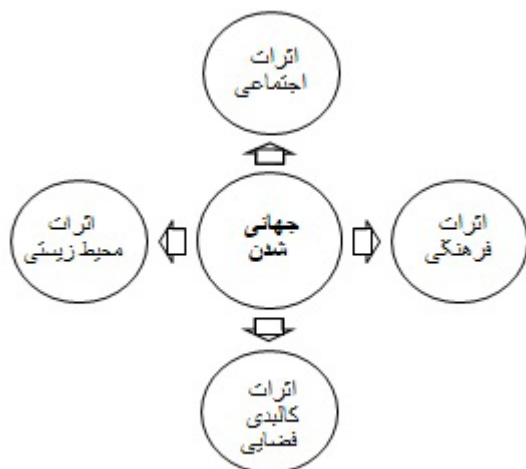 اثرات
اجتماعی
جهانی
شدن
اثرات
فرهنگی
اثرات
محیط زیستی
اثرات
کالبدی
فضایی